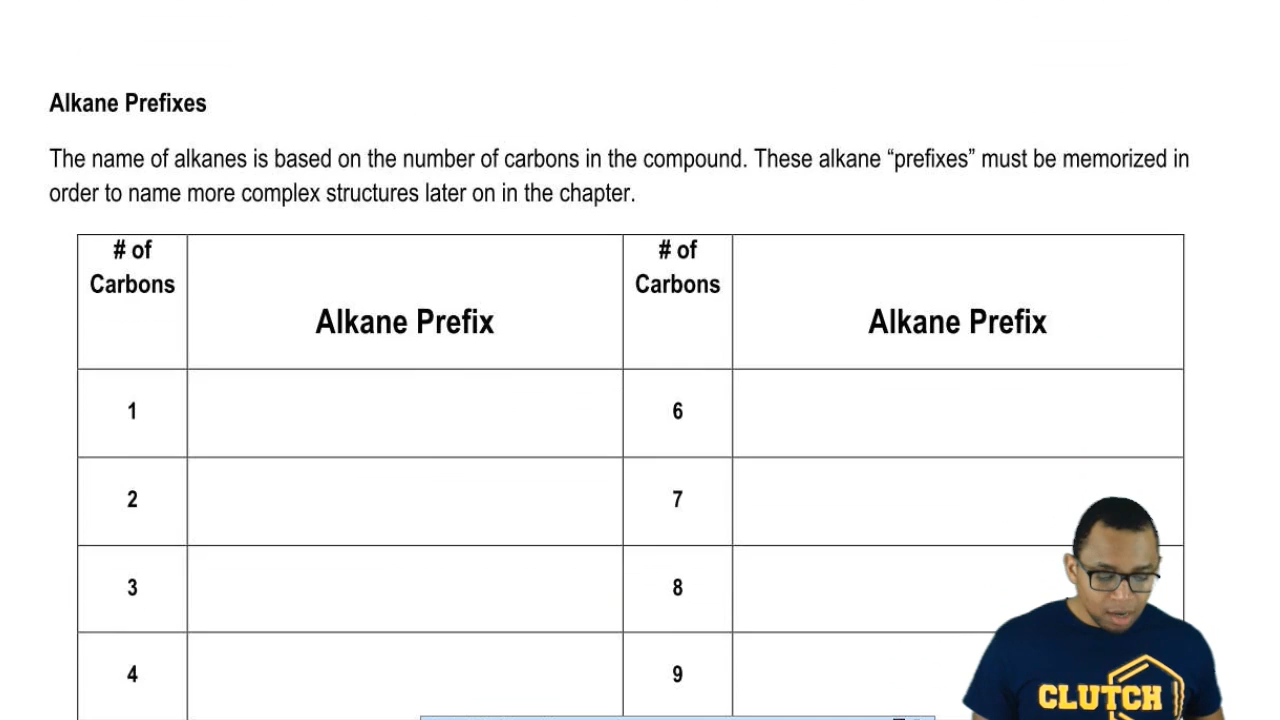 Alkane Prefixes
The name of alkanes is based on the number of carbons in the compound. These alkane “prefixes” must be memorized in
order to name more complex structures later on in the chapter.
# of
Carbons
Alkane Prefix
# of
Carbons
Alkane Prefix
1
6
2
7
3
8
4
9
CLUTCH